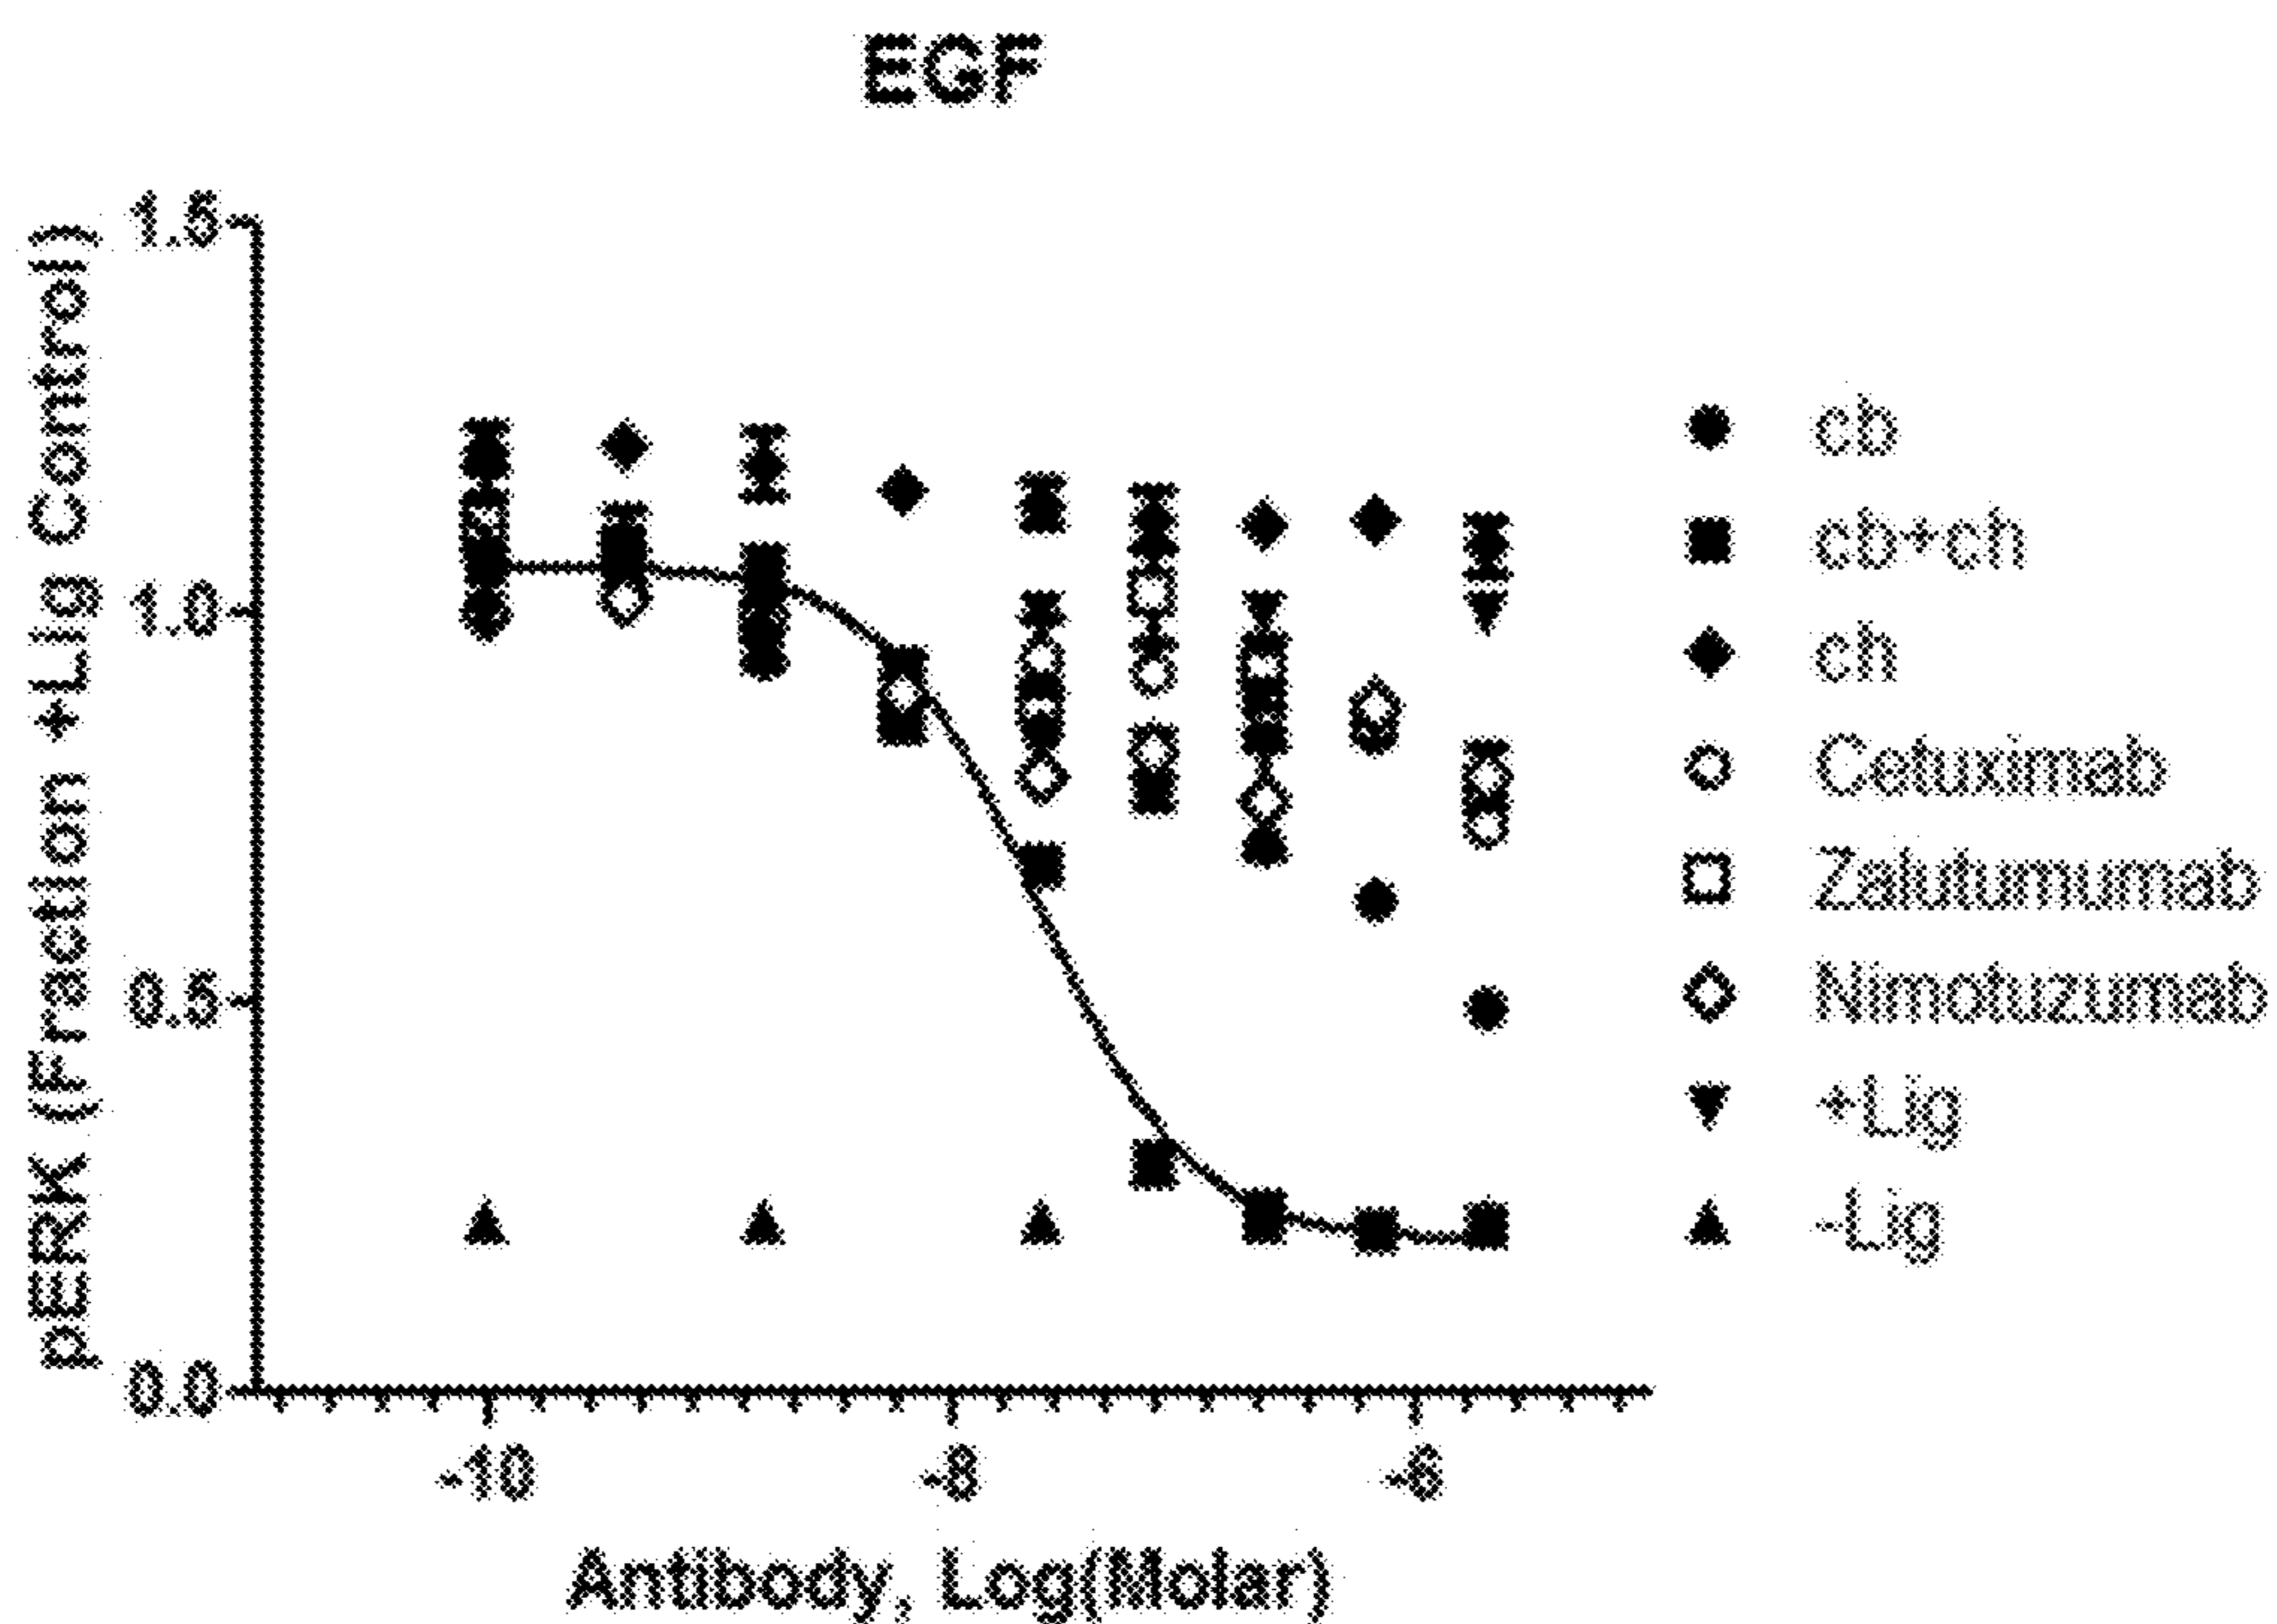 EGF
pERK (Fraction +Lig Control)
1.5
1.0
0.5
0.0
-10
-8
-6
Antibody, Log(Molar)
cb
cb+ch
ch
Cetuximab
Zalutumumab
Nimotuzumab
+Lig
-Lig